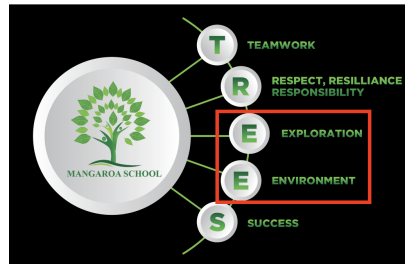 T TEAMWORK
R RESPECT, RESILLIANCE
RESPONSIBILITY
E EXPLORATION
MANGAROA SCHOOL
E ENVIRONMENT
S SUCCESS